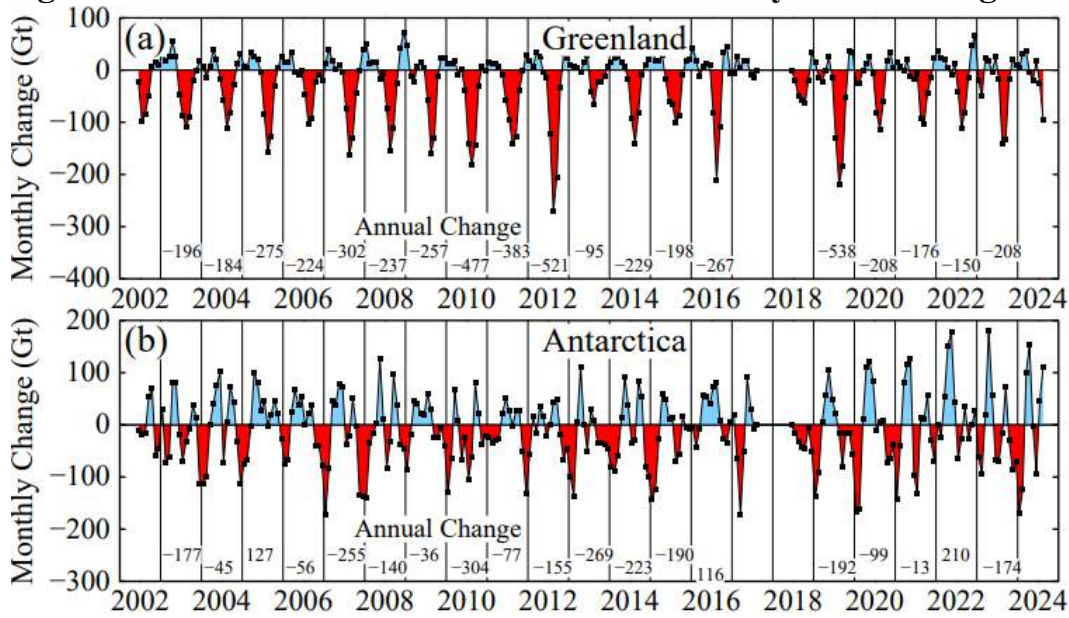 Monthly Change (Gt)
100
0
−100
−200
−300
−400
(a)
Greenland
Annual Change
−196 −275 −302 −257 −383 −95 −198 −538 −176 −208
−184 −224 −237 −477 −521 −229 −267 −208 −150
2002 2004 2006 2008 2010 2012 2014 2016 2018 2020 2022 2024
Monthly Change (Gt)
200
100
0
−100
−200
−300
(b)
Antarctica
Annual Change
−177 127 −255 −36 −77 −269 −190 −99 210 −174
−45 −56 −140 −304 −155 −223 116 −192 −13
2002 2004 2006 2008 2010 2012 2014 2016 2018 2020 2022 2024